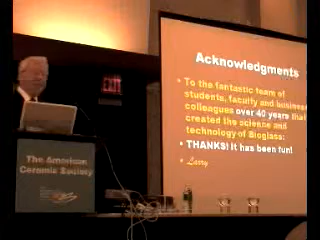 EXIT
Acknowledgments
To the fantastic team of
students, faculty and business
colleagues over 40 years that
created the science and
technology of Bioglass:
THANKS! It has been fun!
Larry
The American
Ceramic Society